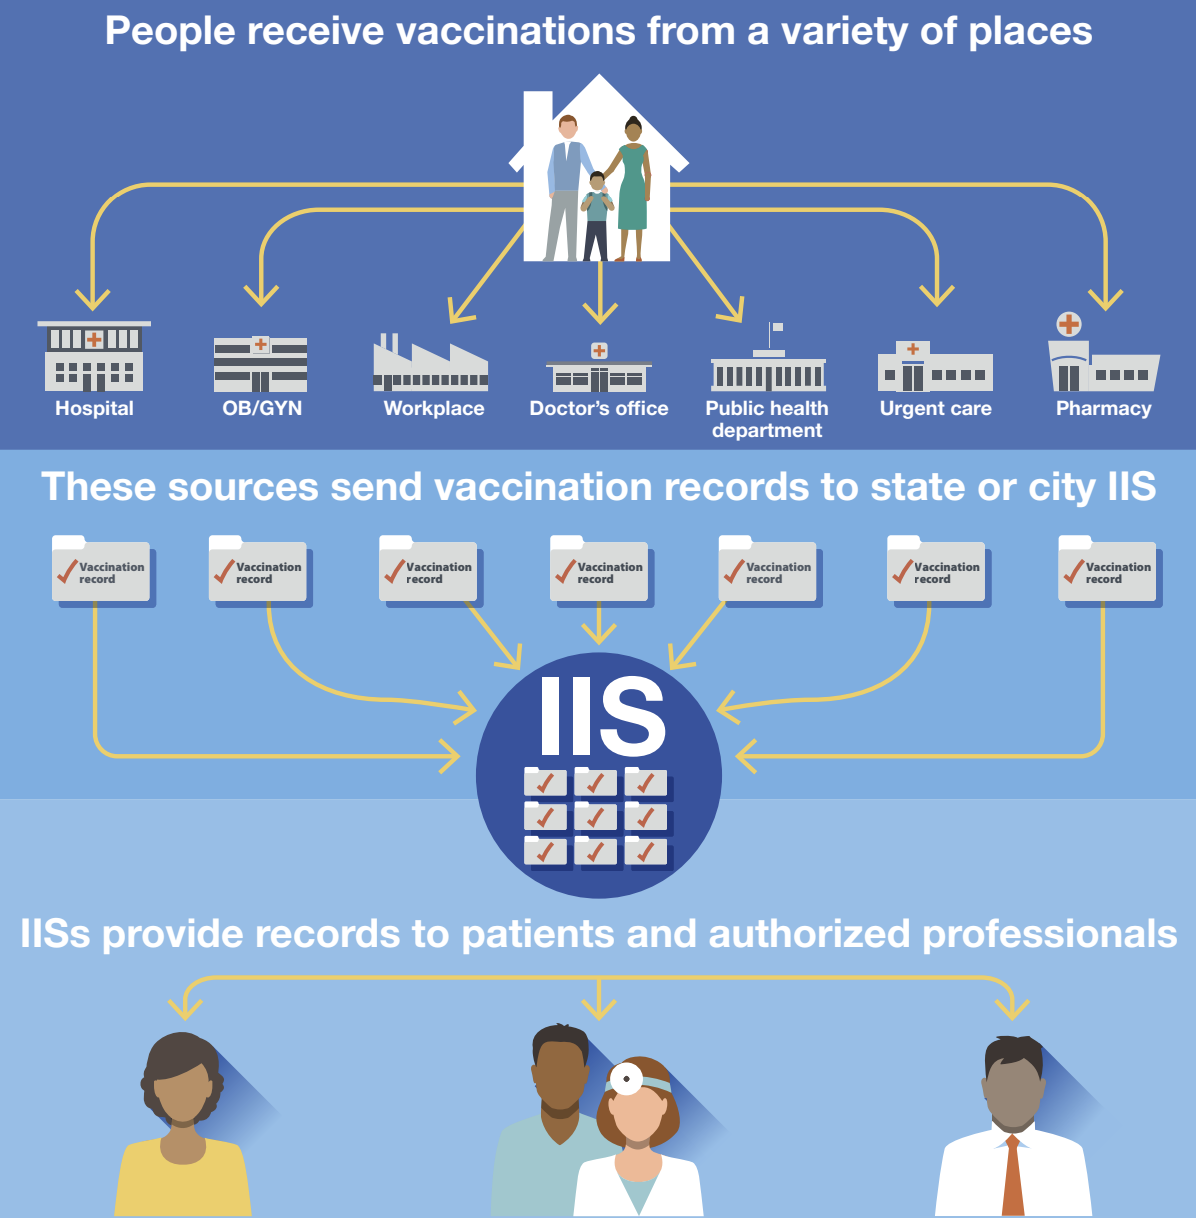 People receive vaccinations from a variety of places
Hospital
OB/GYN
Workplace
Doctor's office
Public health
department
Urgent care
Pharmacy
These sources send vaccination records to state or city IIS
Vaccination
record
Vaccination
record
Vaccination
record
Vaccination
record
Vaccination
record
Vaccination
record
Vaccination
record
IIS
IISs provide records to patients and authorized professionals